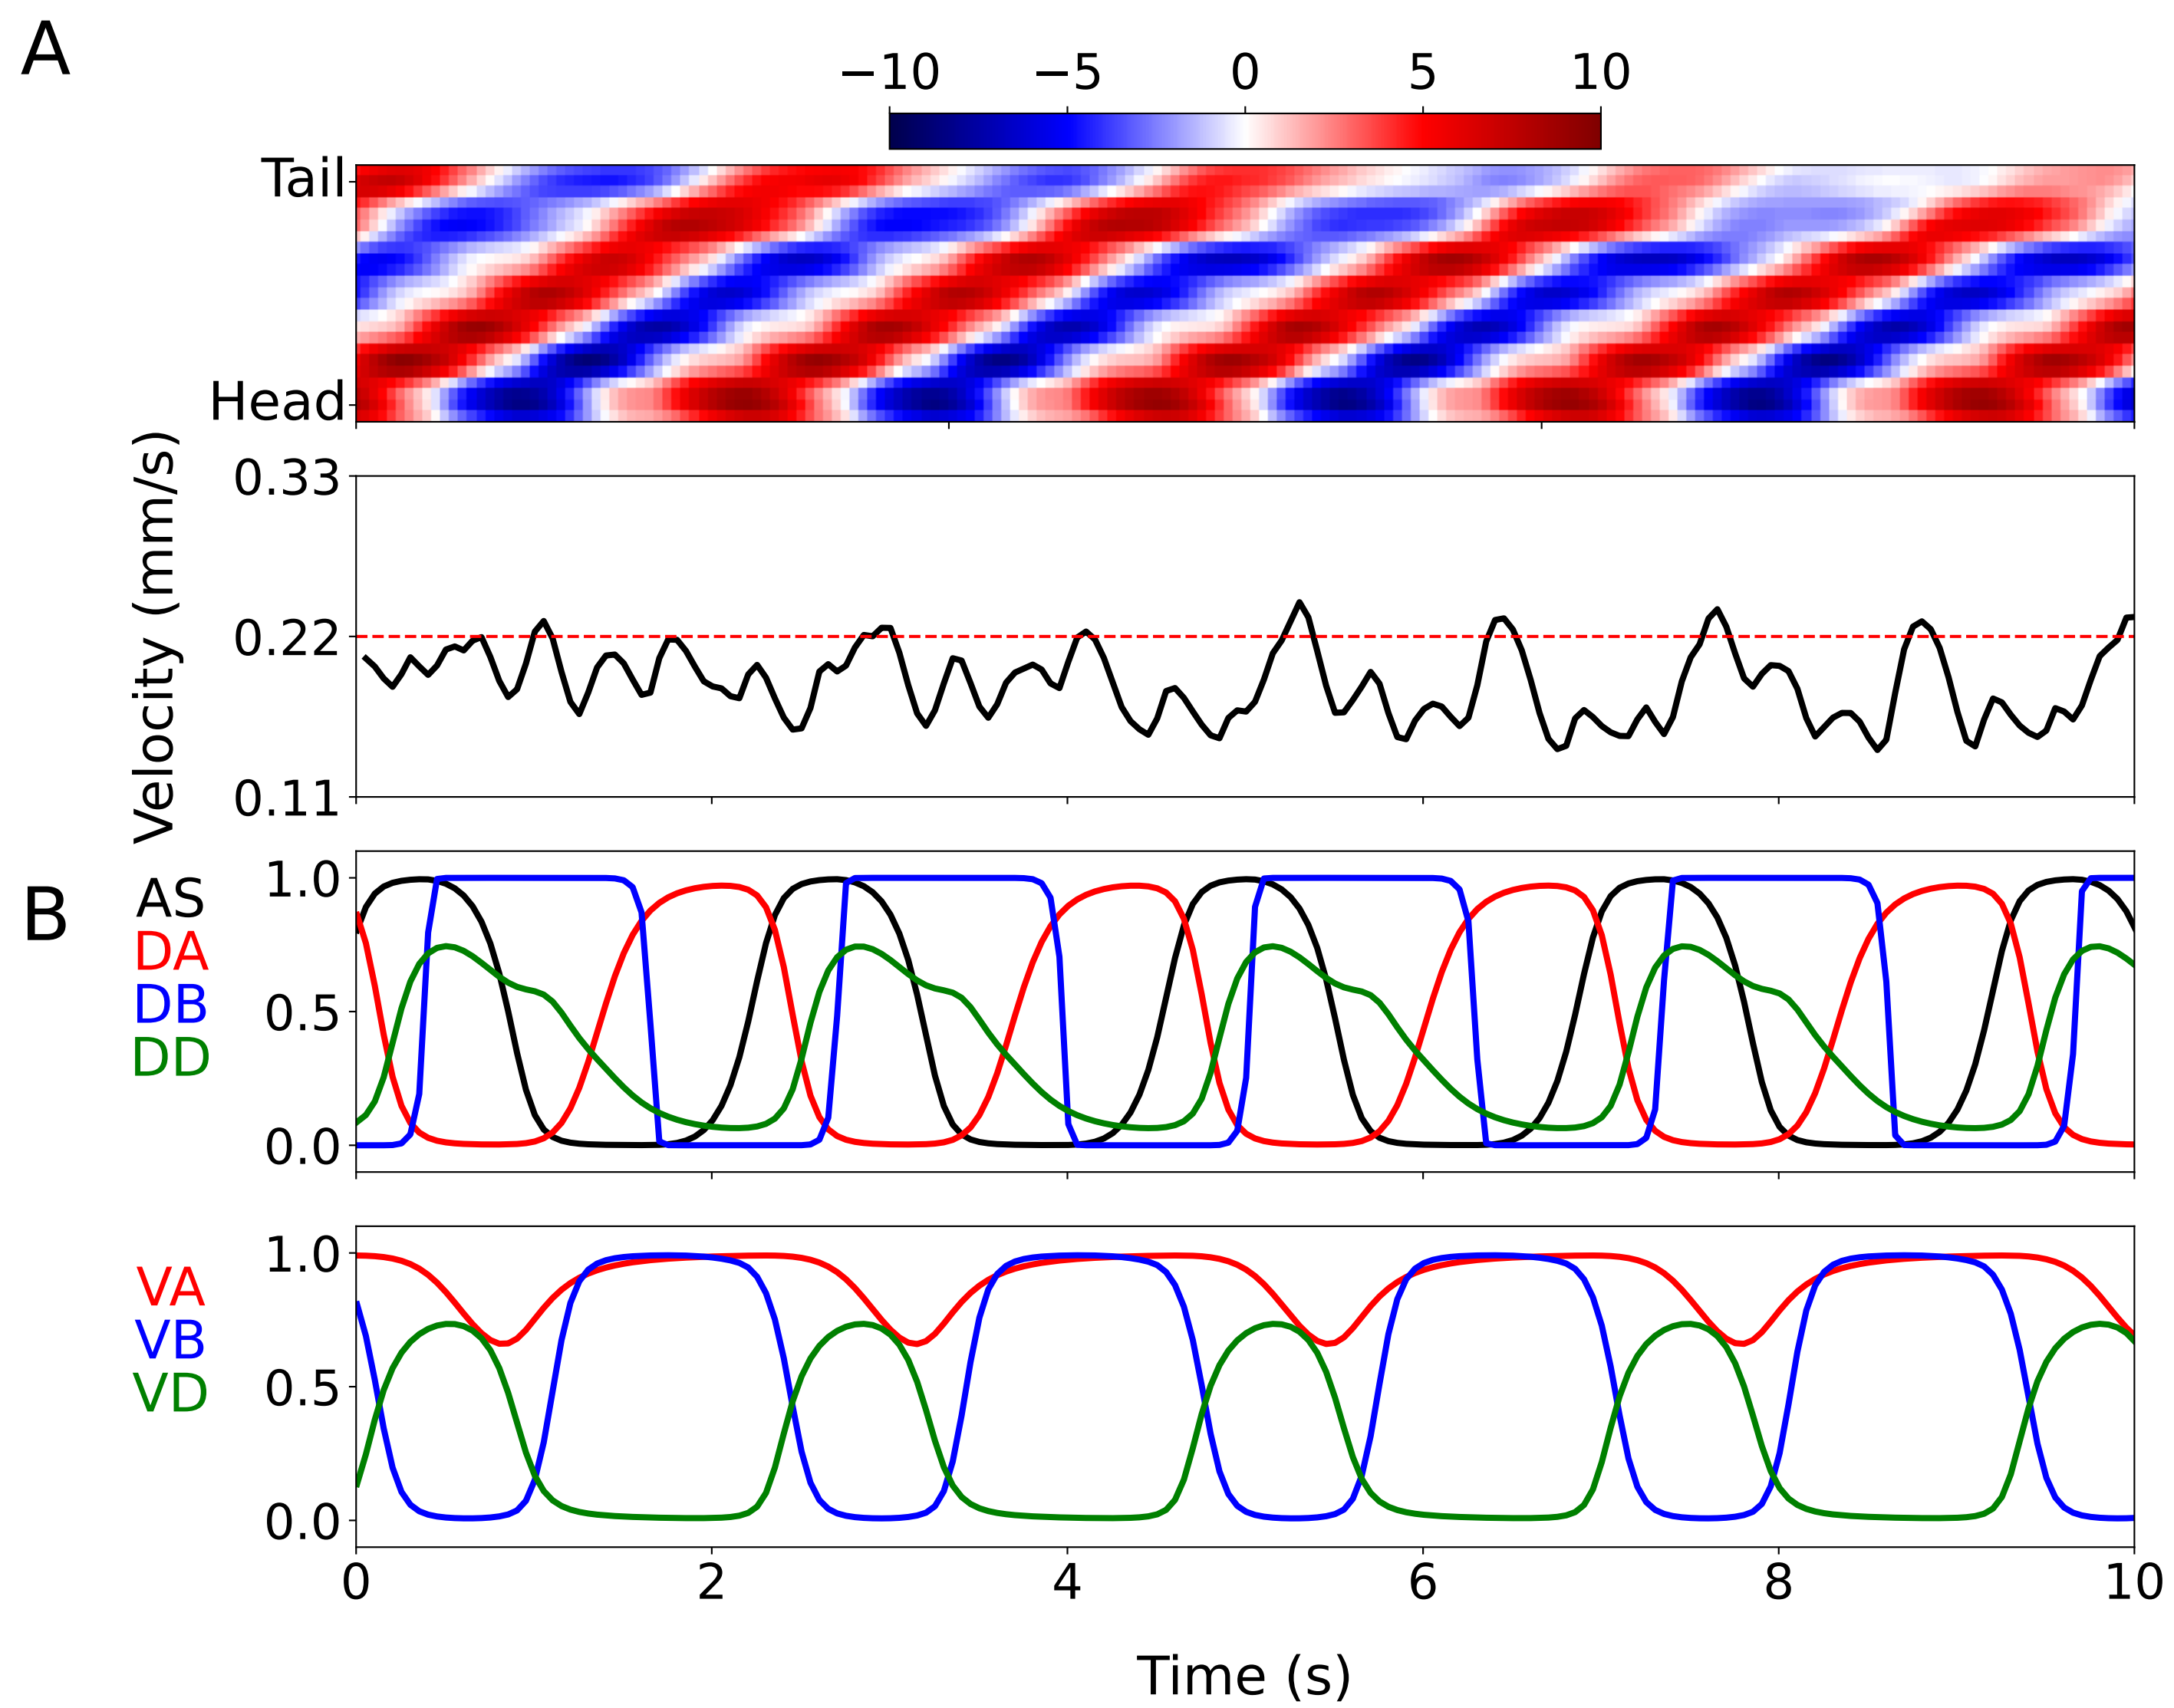 A
−10 −5 0 5 10
Tail
Head
Velocity (mm/s)
0.33
0.22
0.11
B
AS
DA
DB
DD
1.0
0.5
0.0
VA
VB
VD
1.0
0.5
0.0
0 2 4 6 8 10
Time (s)